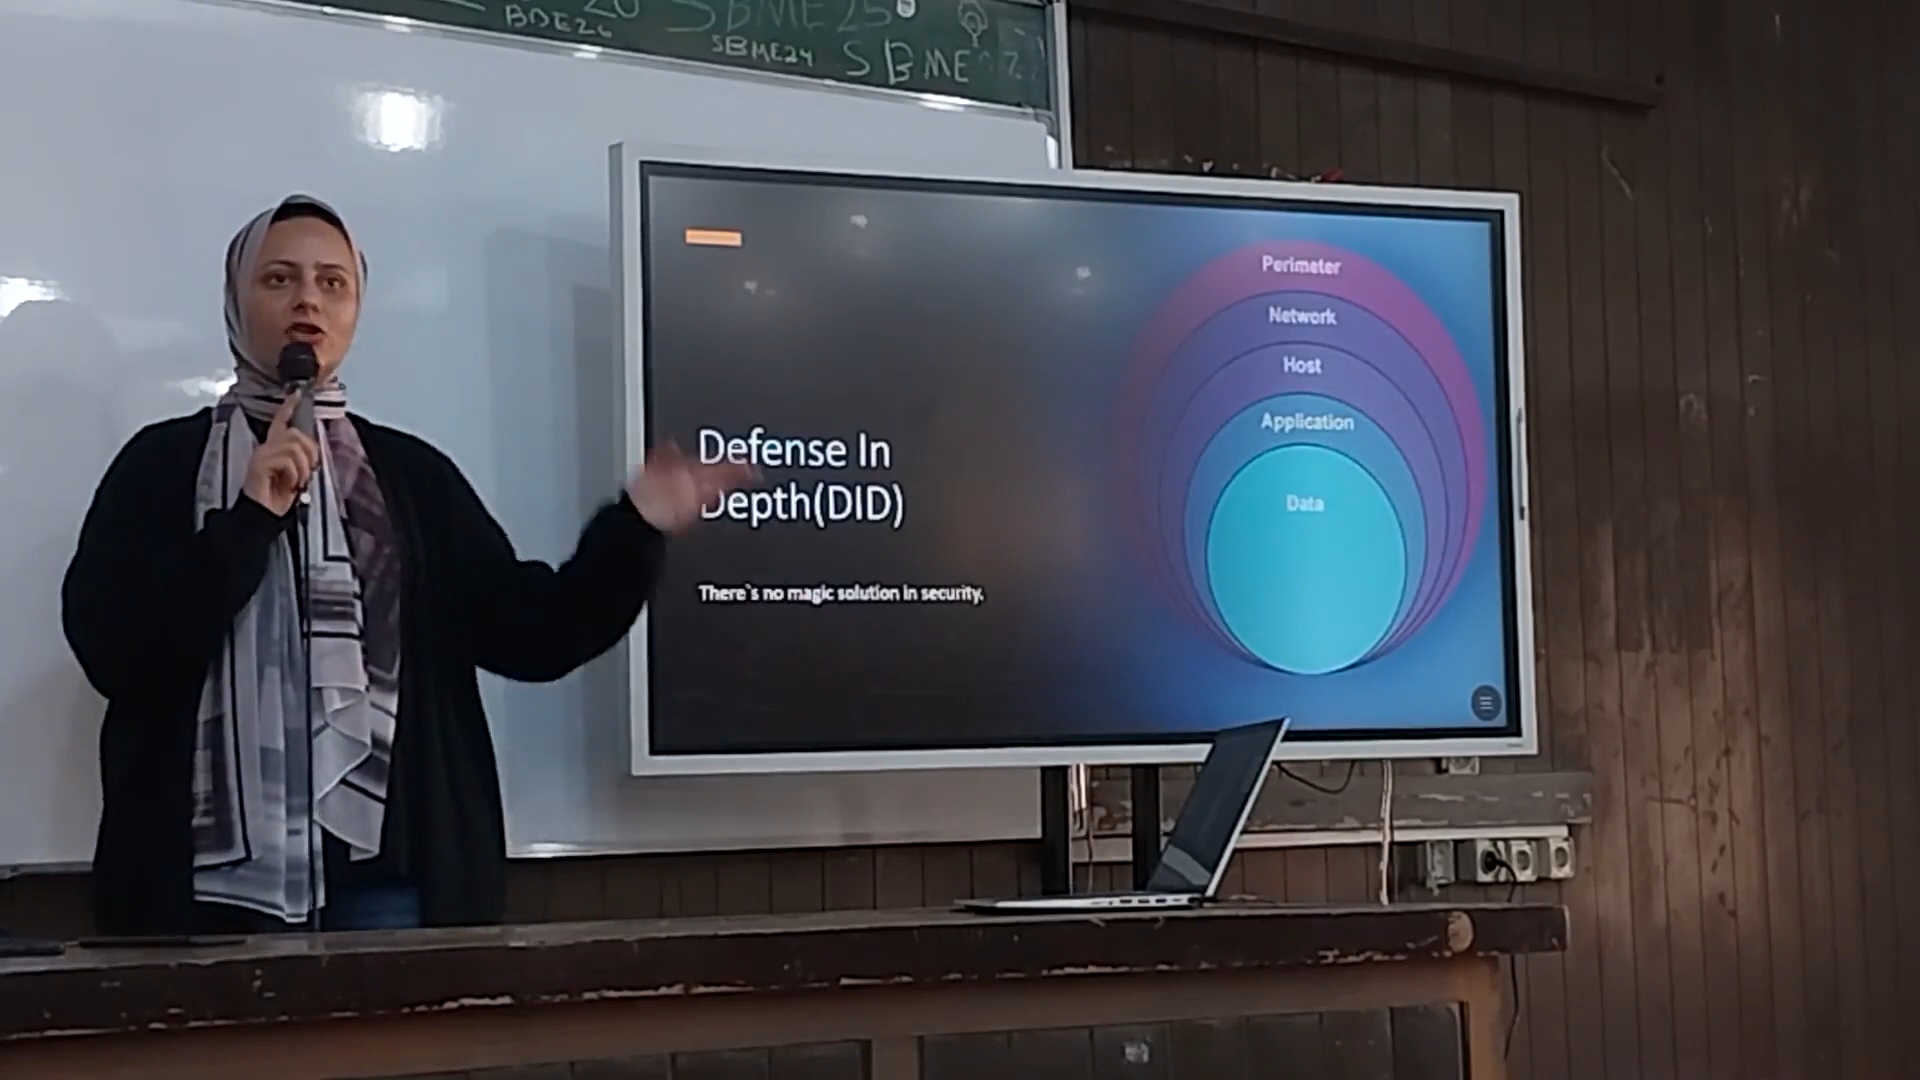 20 SBME25
BDE26
SBME24 SBME
Perimeter
Network
Host
Application
Data
Defense In
Depth(DID)
There`s no magic solution in security.